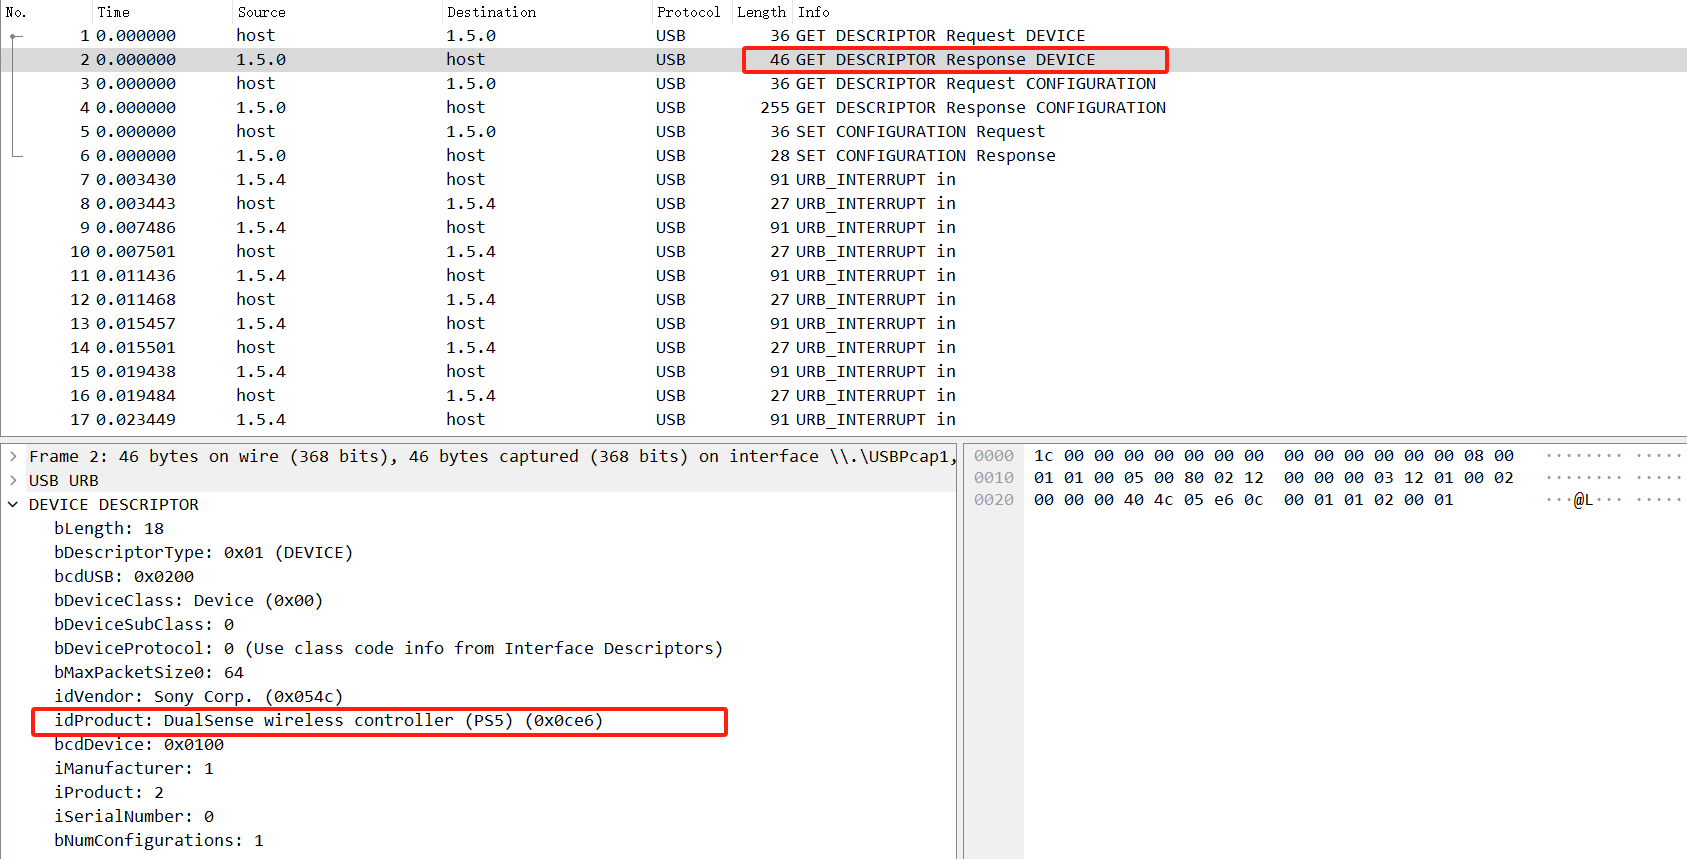 No. Time Source Destination Protocol Length Info
1 0.000000 host 1.5.0 USB 36 GET DESCRIPTOR Request DEVICE
2 0.000000 1.5.0 host USB 46 GET DESCRIPTOR Response DEVICE
3 0.000000 host 1.5.0 USB 36 GET DESCRIPTOR Request CONFIGURATION
4 0.000000 1.5.0 host USB 255 GET DESCRIPTOR Response CONFIGURATION
5 0.000000 host 1.5.0 USB 36 SET CONFIGURATION Request
6 0.000000 1.5.0 host USB 28 SET CONFIGURATION Response
7 0.003430 1.5.4 host USB 91 URB_INTERRUPT in
8 0.003443 host 1.5.4 USB 27 URB_INTERRUPT in
9 0.007486 1.5.4 host USB 91 URB_INTERRUPT in
10 0.007501 host 1.5.4 USB 27 URB_INTERRUPT in
11 0.011436 1.5.4 host USB 91 URB_INTERRUPT in
12 0.011468 host 1.5.4 USB 27 URB_INTERRUPT in
13 0.015457 1.5.4 host USB 91 URB_INTERRUPT in
14 0.015501 host 1.5.4 USB 27 URB_INTERRUPT in
15 0.019438 1.5.4 host USB 91 URB_INTERRUPT in
16 0.019484 host 1.5.4 USB 27 URB_INTERRUPT in
17 0.023449 1.5.4 host USB 91 URB_INTERRUPT in
Frame 2: 46 bytes on wire (368 bits), 46 bytes captured (368 bits) on interface \\.\USBPcap1,
USB URB
DEVICE DESCRIPTOR
bLength: 18
bDescriptorType: 0x01 (DEVICE)
bcdUSB: 0x0200
bDeviceClass: Device (0x00)
bDeviceSubClass: 0
bDeviceProtocol: 0 (Use class code info from Interface Descriptors)
bMaxPacketSize0: 64
idVendor: Sony Corp. (0x054c)
idProduct: DualSense wireless controller (PS5) (0x0ce6)
bcdDevice: 0x0100
iManufacturer: 1
iProduct: 2
iSerialNumber: 0
bNumConfigurations: 1
0000 1c 00 00 00 00 00 00 00 00 00 00 00 00 00 08 00 ········ ·····
0010 01 01 00 05 00 80 02 12 00 00 00 03 12 01 00 02 ········ ·····
0020 00 00 00 40 4c 05 e6 0c 00 01 01 02 00 01 ···@L··· ·····